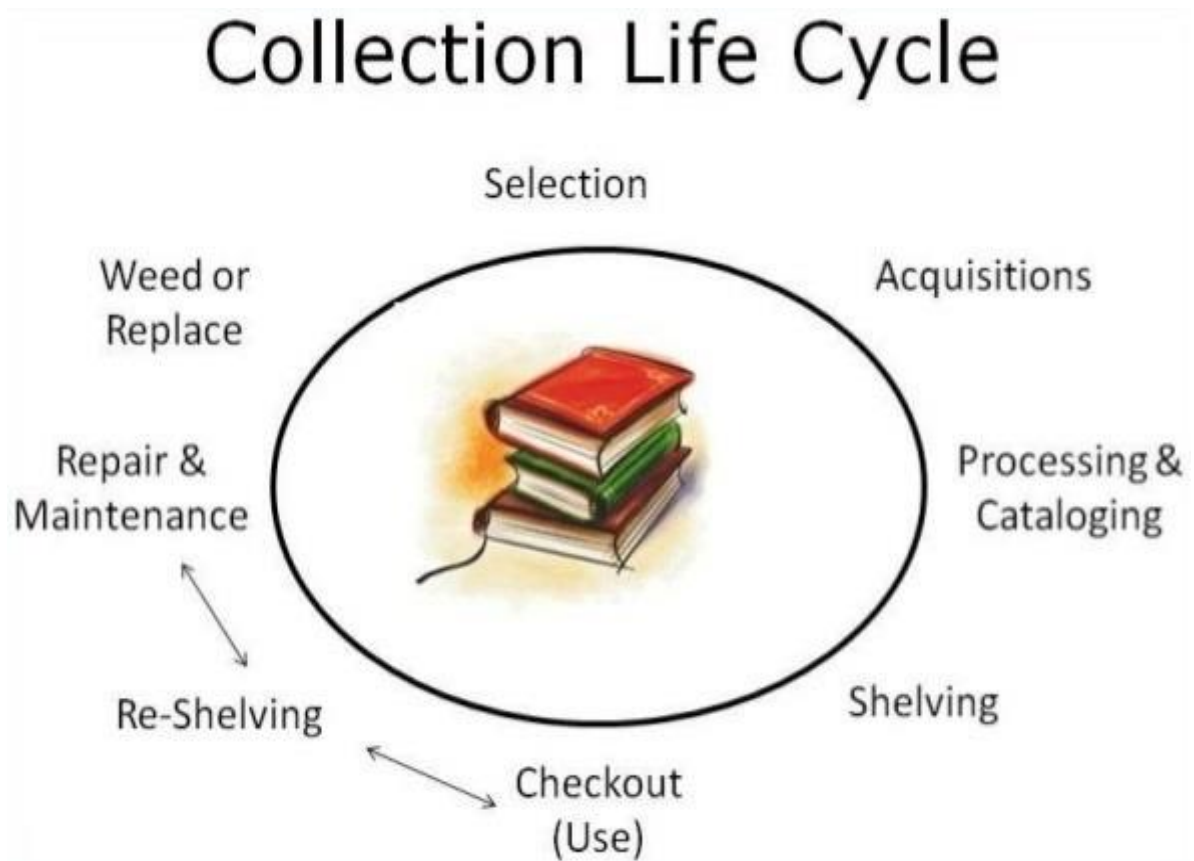 Collection Life Cycle
Selection
Acquisitions
Processing &
Cataloging
Shelving
Checkout
(Use)
Re-Shelving
Repair &
Maintenance
Weed or
Replace